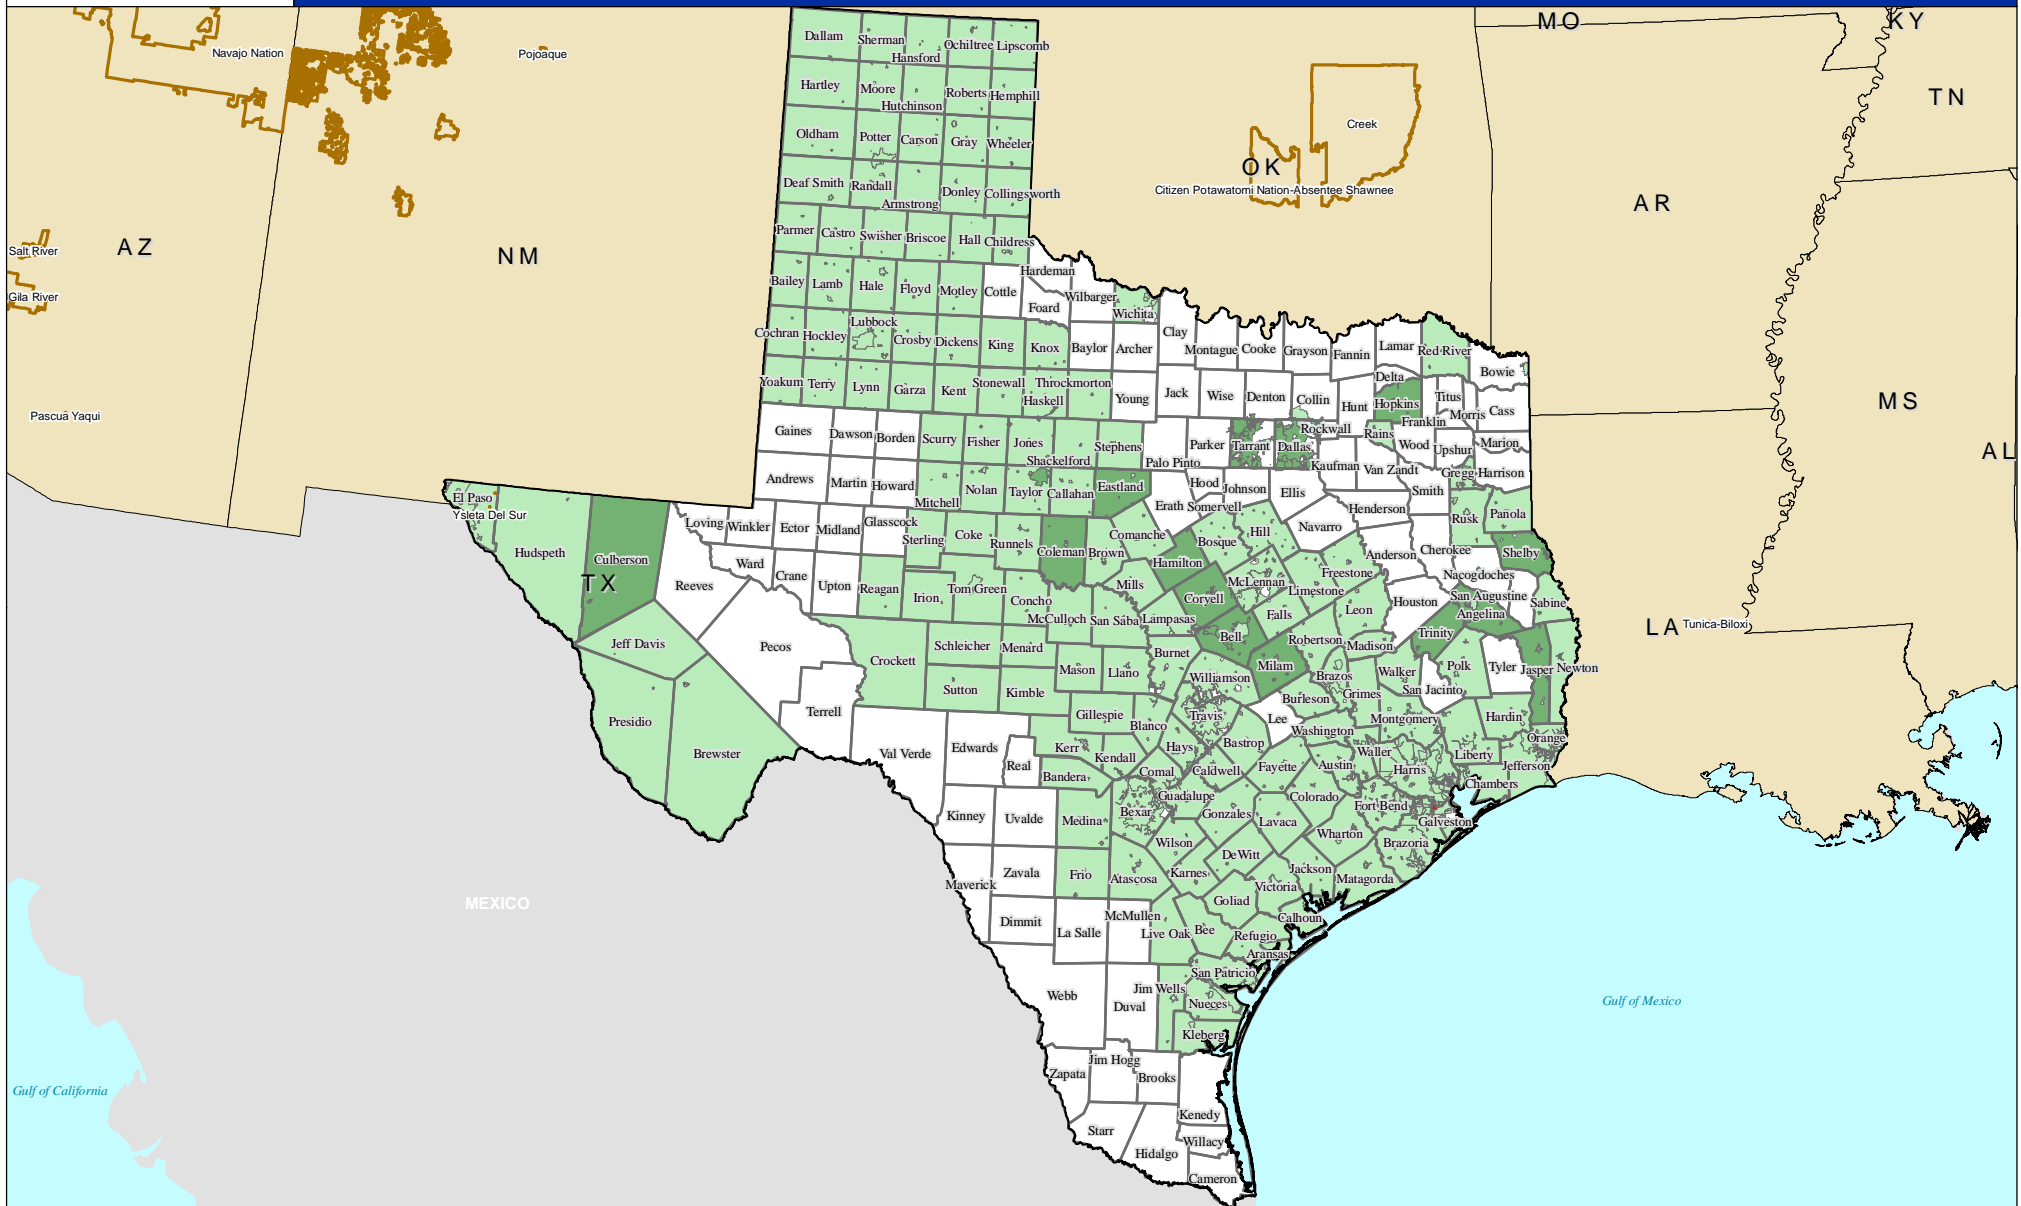 MO
KY
Navajo Nation
Pojoaque
Dallam
Sherman
Hansford
Ochiltree
Lipscomb
Hartley
Moore
Hutchinson
Roberts
Hemphill
TN
Creek
Oldham
Potter
Carson
Gray
Wheeler
OK
Citizen Potawatomi Nation-Absentee Shawnee
Deaf Smith
Randall
Armstrong
Donley
Collingsworth
AR
AZ
NM
Salt River
Gila River
Parmer
Castro
Swisher
Briscoe
Hall
Childress
Bailey
Lamb
Hale
Floyd
Motley
Cottle
Hardeman
Foard
Wilbarger
Wichita
Cochran
Hockley
Lubbock
Crosby
Dickens
King
Knox
Baylor
Archer
Clay
Montague
Cooke
Grayson
Fannin
Lamar
Red River
Bowie
Yoakum
Terry
Lynn
Garza
Kent
Stonewall
Haskell
Throckmorton
Young
Jack
Wise
Denton
Collin
Hunt
Delta
Hopkins
Franklin
Titus
Morris
Cass
MS
AL
Pascua Yaqui
Gaines
Dawson
Borden
Scurry
Fisher
Jones
Shackelford
Stephens
Palo Pinto
Parker
Tarrant
Dallas
Rockwall
Kaufman
Rains
Van Zandt
Wood
Upshur
Marion
Gregg
Harrison
Andrews
Martin
Howard
Mitchell
Nolan
Taylor
Callahan
Eastland
Erath
Hood
Somervell
Johnson
Ellis
Henderson
Smith
Rusk
Panola
El Paso
Ysleta Del Sur
Hudspeth
Culberson
TX
Loving
Winkler
Ector
Midland
Glasscock
Sterling
Coke
Runnels
Coleman
Brown
Comanche
Hamilton
Bosque
Hill
Navarro
Anderson
Cherokee
Nacogdoches
Shelby
Reeves
Ward
Crane
Upton
Reagan
Irion
Tom Green
Concho
McCulloch
San Saba
Mills
Lampasas
Coryell
McLennan
Limestone
Freestone
Falls
Leon
Houston
San Augustine
Angelina
Sabine
Trinity
LA
Tunica-Biloxi
Jeff Davis
Pecos
Crockett
Schleicher
Menard
Mason
Llano
Burnet
Bell
Milam
Robertson
Madison
Brazos
Walker
Grimes
San Jacinto
Polk
Tyler
Jasper
Newton
Presidio
Brewster
Terrell
Sutton
Kimble
Gillespie
Blanco
Williamson
Travis
Burleson
Lee
Washington
Montgomery
Hardin
Orange
Val Verde
Edwards
Real
Kerr
Kendall
Bandera
Hays
Comal
Caldwell
Bastrop
Fayette
Austin
Waller
Harris
Liberty
Jefferson
Chambers
Kinney
Uvalde
Medina
Bexar
Guadalupe
Gonzales
Lavaca
Colorado
Fort Bend
Galveston
Wharton
Brazoria
Maverick
Zavala
Frio
Atascosa
Wilson
Karnes
DeWitt
Jackson
Matagorda
Victoria
Goliad
Calhoun
MEXICO
Dimmit
La Salle
McMullen
Live Oak
Bee
Refugio
Aransas
San Patricio
Webb
Duval
Jim Wells
Nueces
Kleberg
Gulf of Mexico
Gulf of California
Zapata
Jim Hogg
Brooks
Kenedy
Starr
Hidalgo
Willacy
Cameron